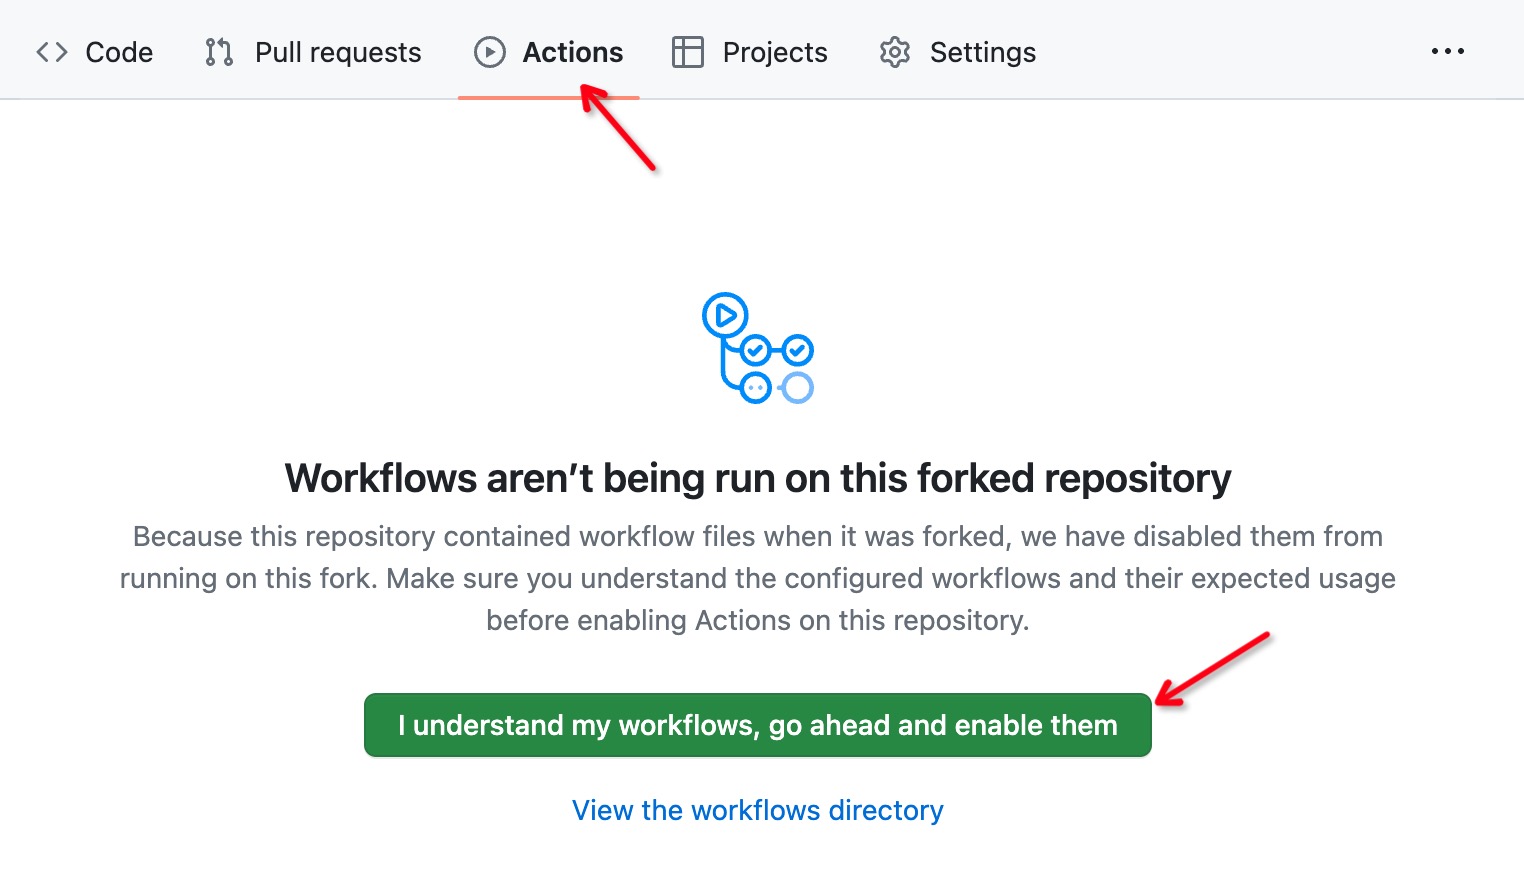 Code Pull requests Actions Projects Settings
Workflows aren’t being run on this forked repository
Because this repository contained workflow files when it was forked, we have disabled them from
running on this fork. Make sure you understand the configured workflows and their expected usage
before enabling Actions on this repository.
I understand my workflows, go ahead and enable them
View the workflows directory